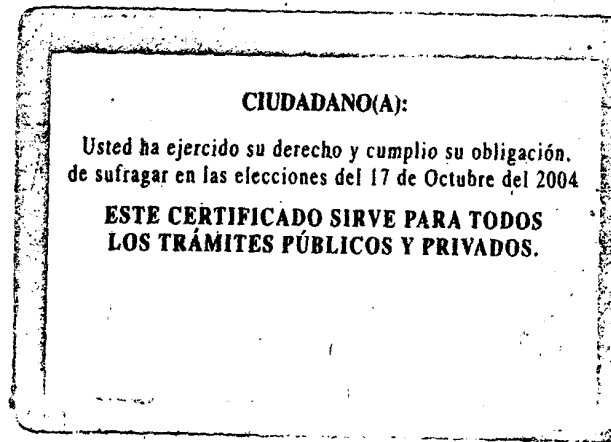 CIUDADANO(A):
Usted ha ejercido su derecho y cumplio su obligación.
de sufragar en las elecciones del 17 de Octubre del 2004
ESTE CERTIFICADO SIRVE PARA TODOS
LOS TRÁMITES PÚBLICOS Y PRIVADOS.